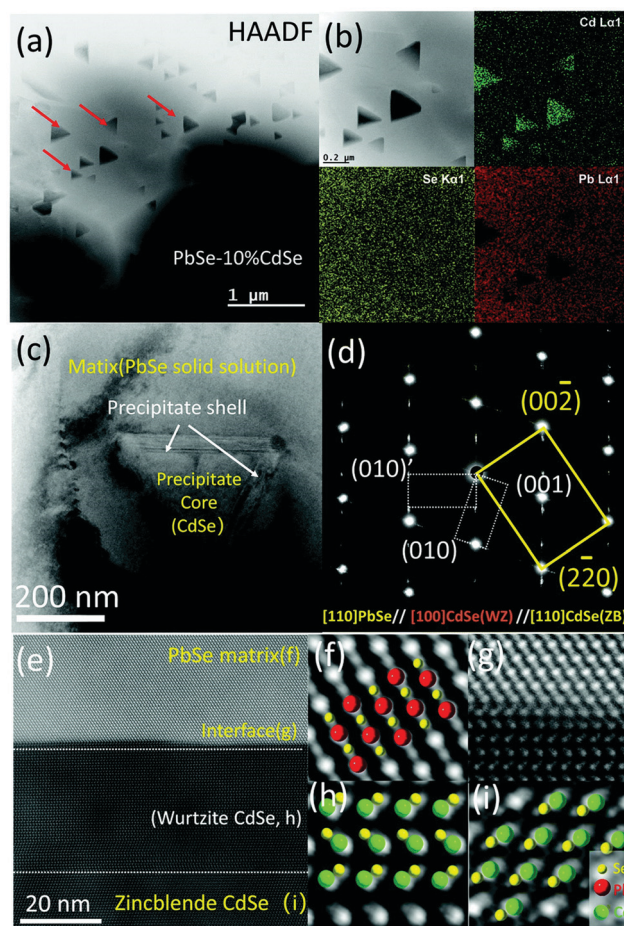 (a)
HAADF
PbSe-10%CdSe
1 μm
(b)
Cd Lα1
0.2 μm
Se Kα1
Pb Lα1
(c)
Matix(PbSe solid solution)
Precipitate shell
Precipitate
Core
(CdSe)
200 nm
(d)
(002̄)
(010)'
(001)
(010)
(2̄20)
[110]PbSe// [100]CdSe(WZ) //[110]CdSe(ZB)
(e)
PbSe matrix(f)
Interface(g)
(Wurtzite CdSe, h)
20 nm
Zincblende CdSe (i)
(f)
(g)
(h)
(i)